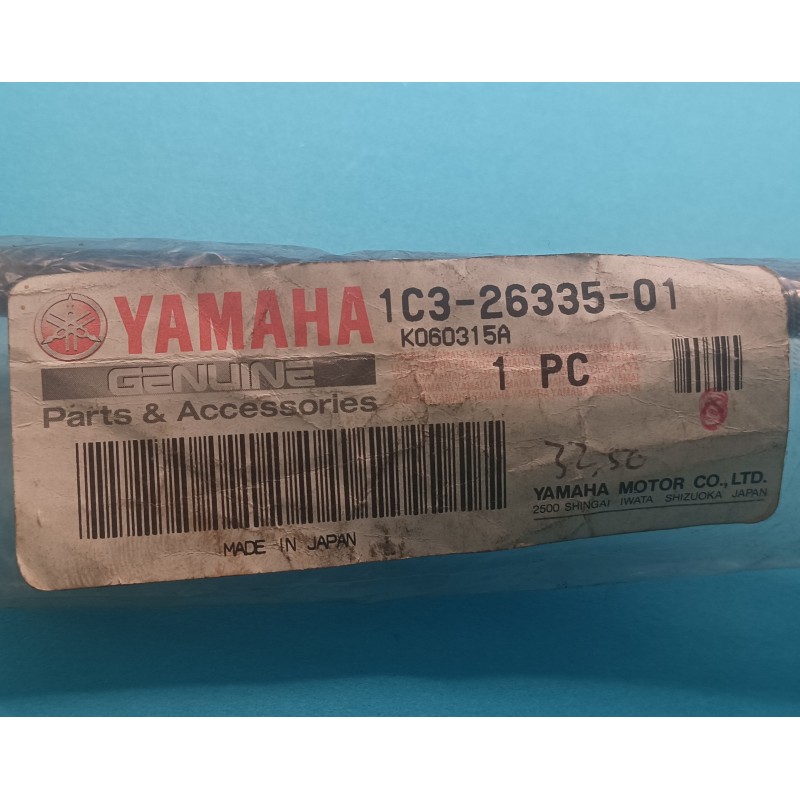 YAMAHA
GENUINE
Parts & Accessories
1C3-26335-01
K060315A
1 PC
32,50
YAMAHA MOTOR CO.,LTD.
2500 SHINGAI IWATA SHIZUOKA JAPAN
MADE IN JAPAN